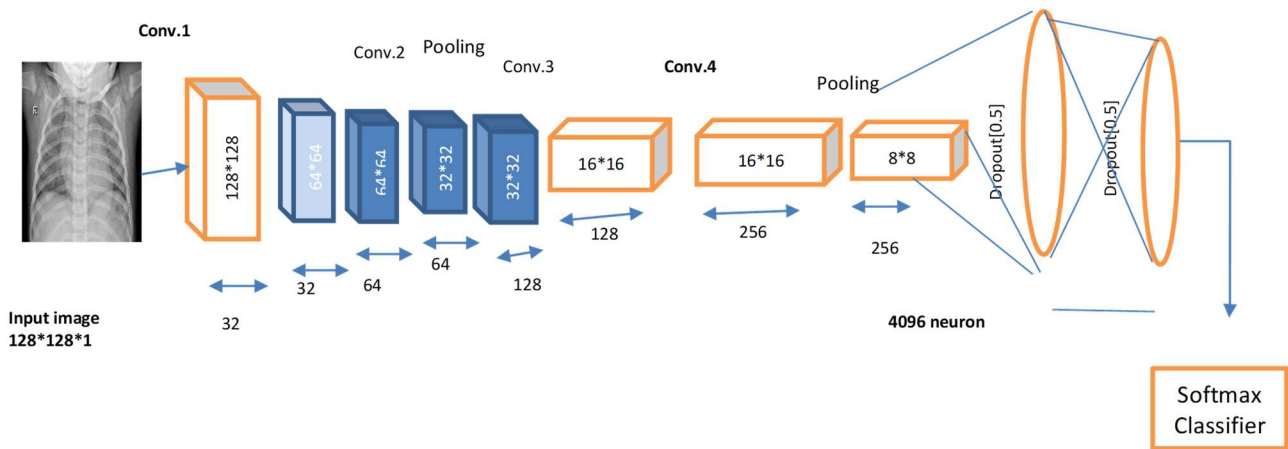 Conv.1
Conv.2
Pooling
Conv.3
Conv.4
Pooling
128*128
64*64
64*64
32*32
32*32
16*16
16*16
8*8
Dropout[0.5]
Dropout[0.5]
32
32
64
64
128
128
256
256
Input image
128*128*1
4096 neuron
Softmax
Classifier